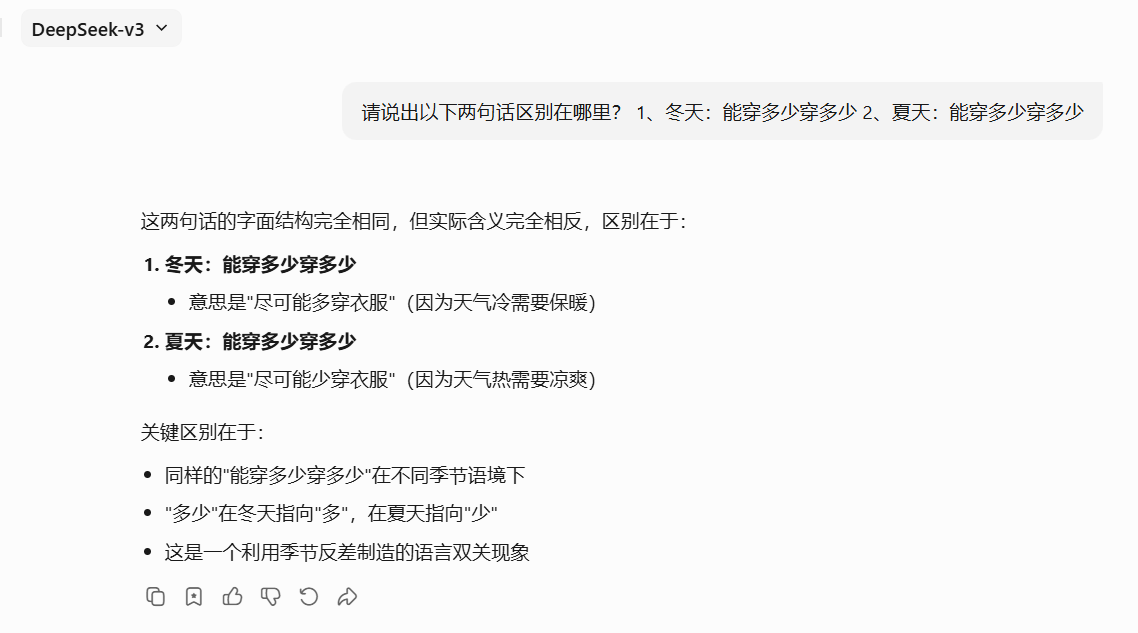 DeepSeek-v3
请说出以下两句话区别在哪里？ 1、冬天：能穿多少穿多少 2、夏天：能穿多少穿多少
这两句话的字面结构完全相同，但实际含义完全相反，区别在于：
1. 冬天：能穿多少穿多少
• 意思是"尽可能多穿衣服"（因为天气冷需要保暖）
2. 夏天：能穿多少穿多少
• 意思是"尽可能少穿衣服"（因为天气热需要凉爽）
关键区别在于：
• 同样的"能穿多少穿多少"在不同季节语境下
• "多少"在冬天指向"多"，在夏天指向"少"
• 这是一个利用季节反差制造的语言双关现象